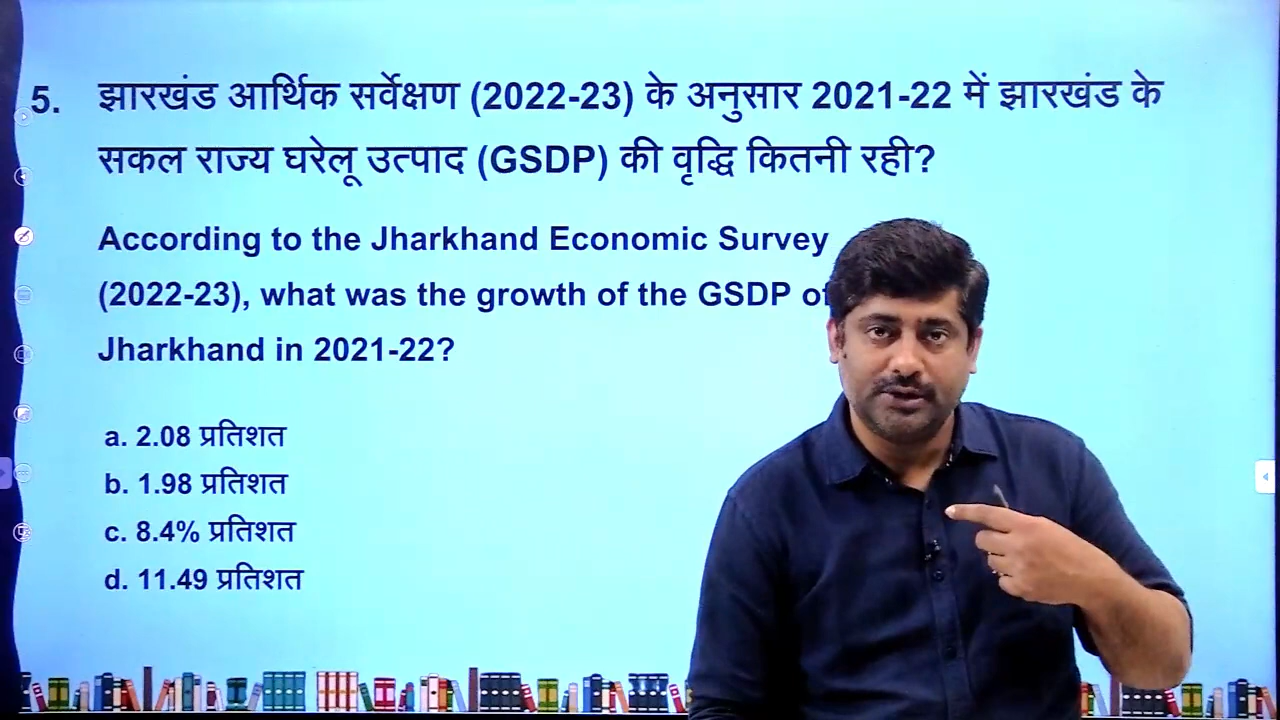 5. झारखंड आर्थिक सर्वेक्षण (2022-23) के अनुसार 2021-22 में झारखंड के
सकल राज्य घरेलू उत्पाद (GSDP) की वृद्धि कितनी रही?
According to the Jharkhand Economic Survey
(2022-23), what was the growth of the GSDP of
Jharkhand in 2021-22?
a. 2.08 प्रतिशत
b. 1.98 प्रतिशत
c. 8.4% प्रतिशत
d. 11.49 प्रतिशत